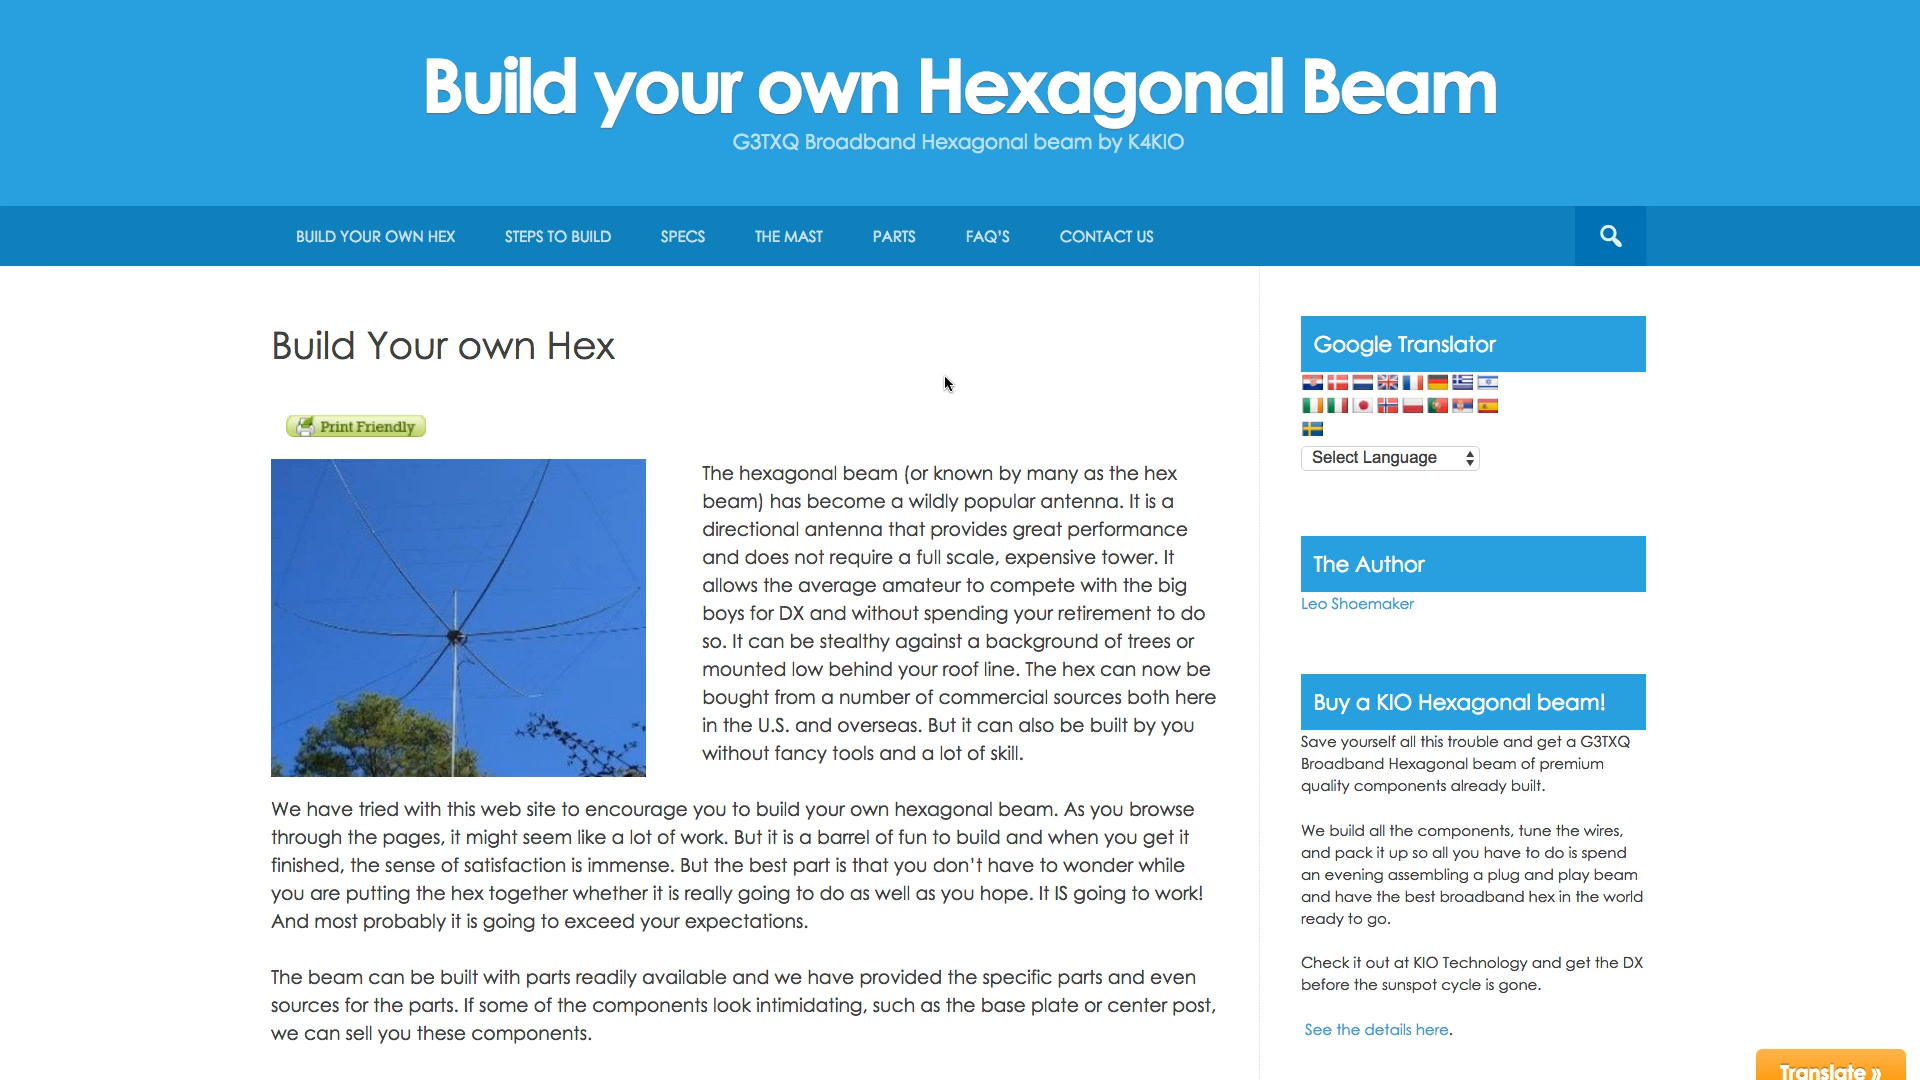 Build your own Hexagonal Beam
G3TXQ Broadband Hexagonal beam by K4KIO
BUILD YOUR OWN HEX
STEPS TO BUILD
SPECS
THE MAST
PARTS
FAQ’S
CONTACT US
Build Your own Hex
Print Friendly
The hexagonal beam (or known by many as the hex
beam) has become a wildly popular antenna. It is a
directional antenna that provides great performance
and does not require a full scale, expensive tower. It
allows the average amateur to compete with the big
boys for DX and without spending your retirement to do
so. It can be stealthy against a background of trees or
mounted low behind your roof line. The hex can now be
bought from a number of commercial sources both here
in the U.S. and overseas. But it can also be built by you
without fancy tools and a lot of skill.
We have tried with this web site to encourage you to build your own hexagonal beam. As you browse
through the pages, it might seem like a lot of work. But it is a barrel of fun to build and when you get it
finished, the sense of satisfaction is immense. But the best part is that you don’t have to wonder while
you are putting the hex together whether it is really going to do as well as you hope. It IS going to work!
And most probably it is going to exceed your expectations.
The beam can be built with parts readily available and we have provided the specific parts and even
sources for the parts. If some of the components look intimidating, such as the base plate or center post,
we can sell you these components.
Google Translator
Select Language
The Author
Leo Shoemaker
Buy a KIO Hexagonal beam!
Save yourself all this trouble and get a G3TXQ
Broadband Hexagonal beam of premium
quality components already built.
We build all the components, tune the wires,
and pack it up so all you have to do is spend
an evening assembling a plug and play beam
and have the best broadband hex in the world
ready to go.
Check it out at KIO Technology and get the DX
before the sunspot cycle is gone.
See the details here.
Translate »